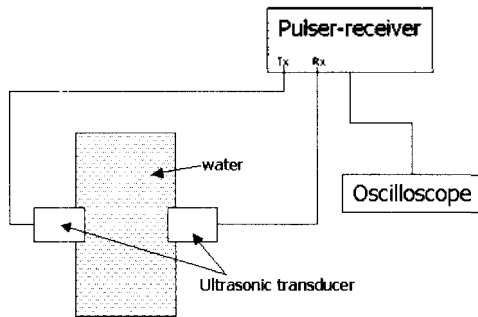 Pulser-receiver
Tx Rx
water
Oscilloscope
Ultrasonic transducer